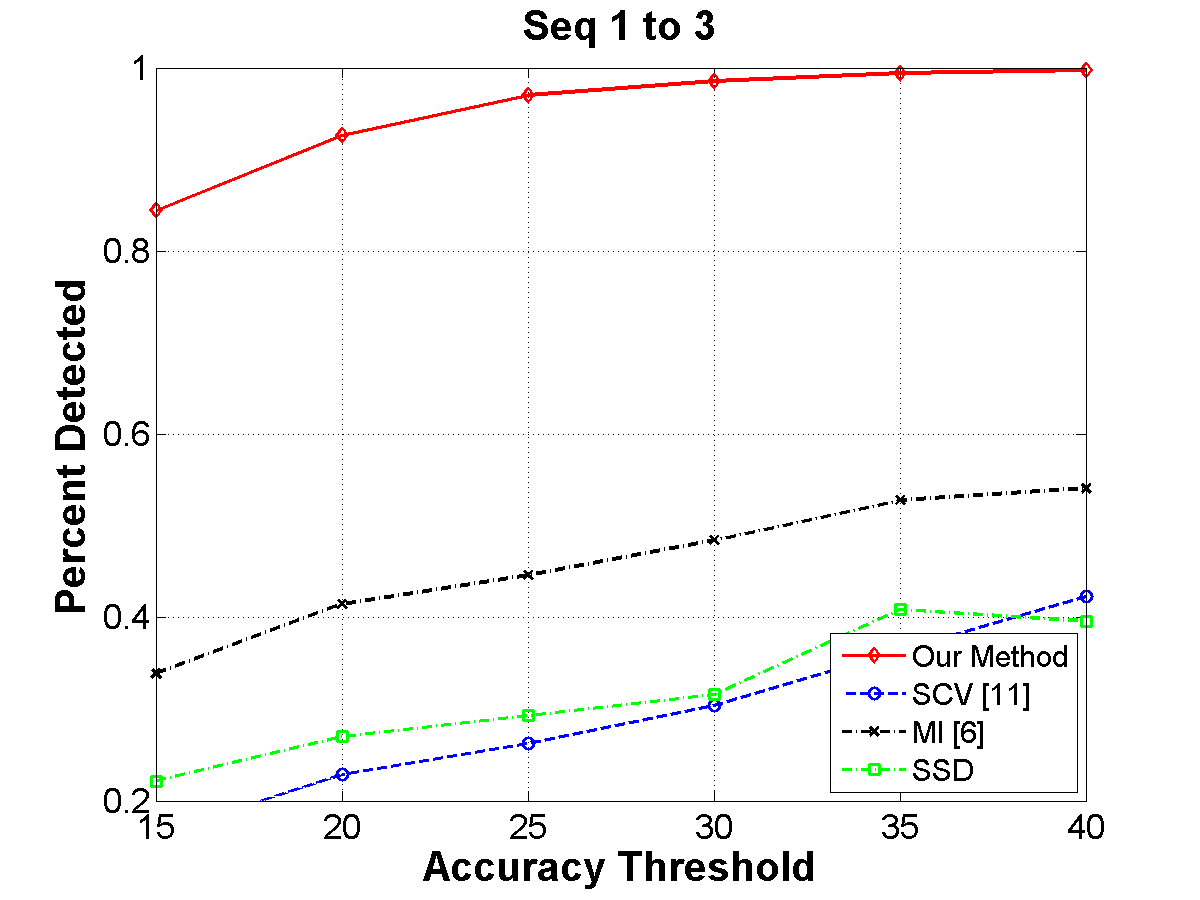 Seq 1 to 3
Percent Detected
1
0.8
0.6
0.4
0.2
15 20 25 30 35 40
Accuracy Threshold
Our Method
SCV [11]
MI [6]
SSD